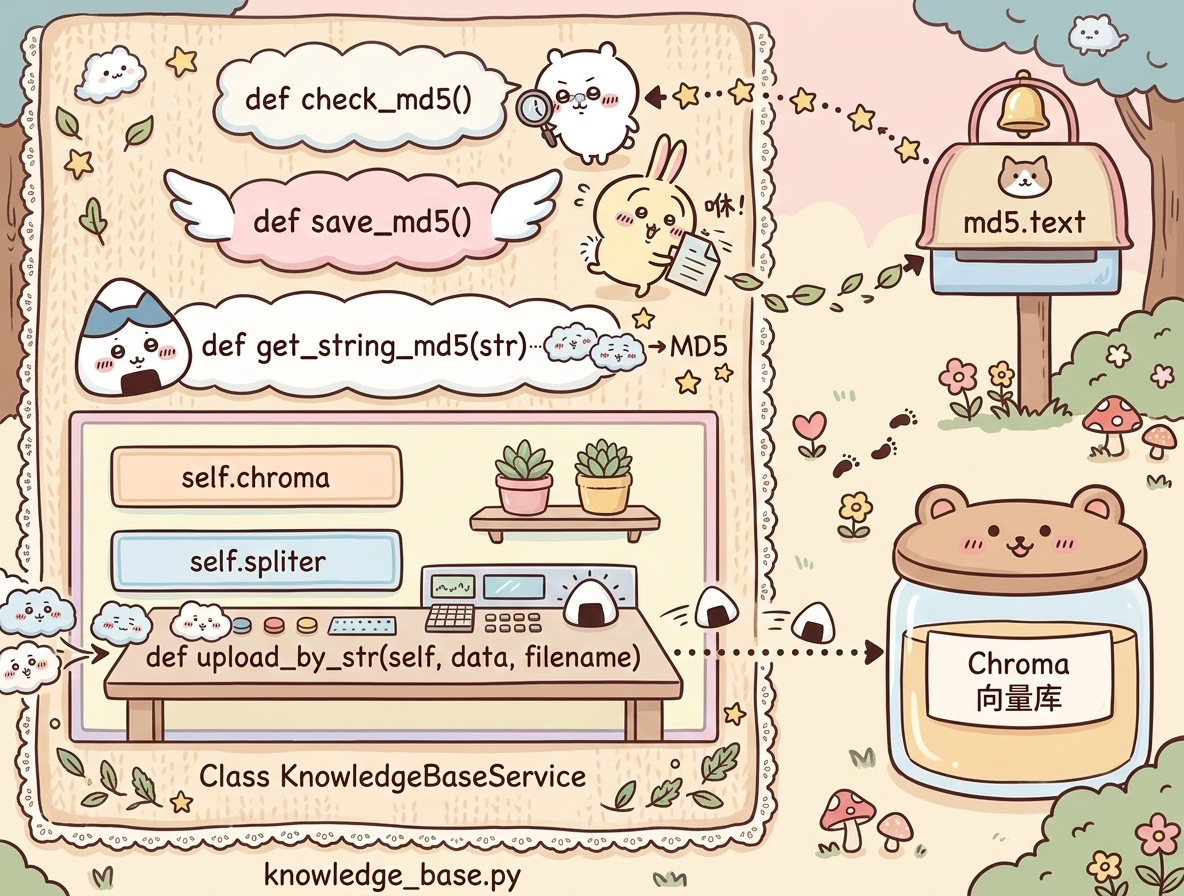 def check_md5()
def save_md5()
咻!
md5.text
def get_string_md5(str)···→MD5
self.chroma
self.spliter
def upload_by_str(self, data, filename)
Chroma
向量库
Class KnowledgeBaseService
knowledge_base.py